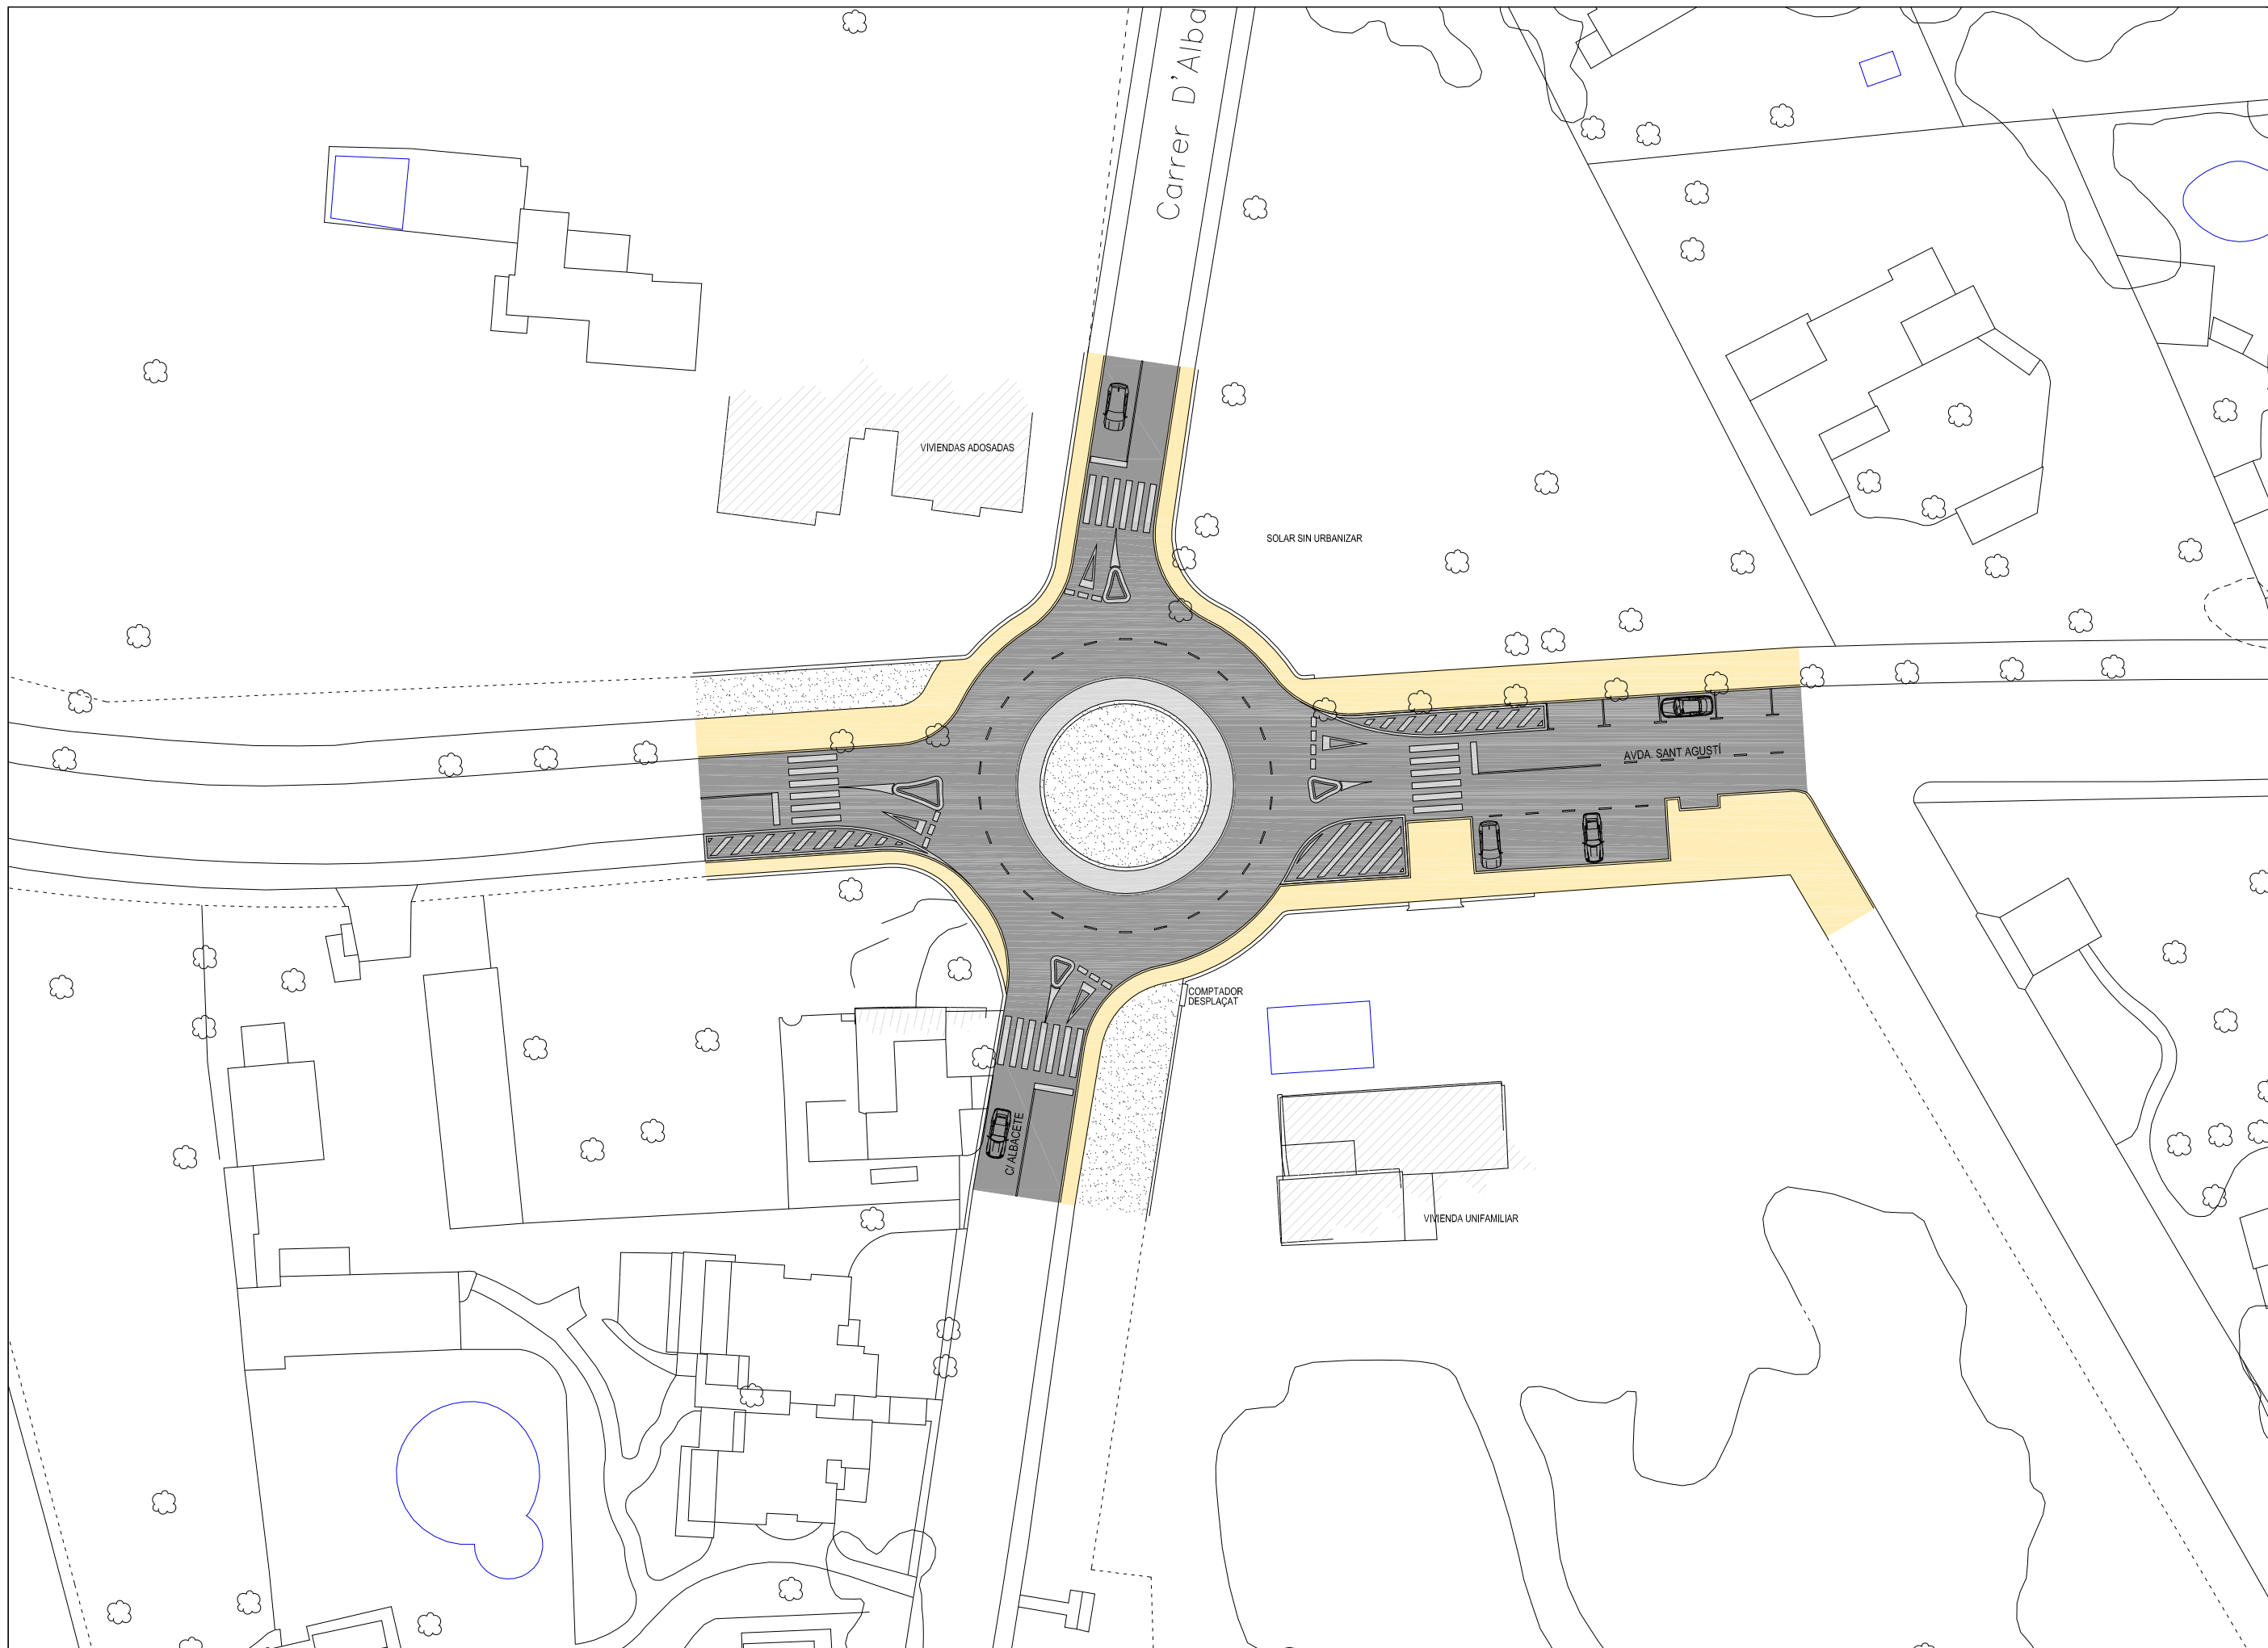 Carrer D'Alba
VIVIENDAS ADOSADAS
SOLAR SIN URBANIZAR
AVDA. SANT AGUSTÍ
COMPTADOR
DESPLAÇAT
C/ ALBACETE
VIVIENDA UNIFAMILIAR